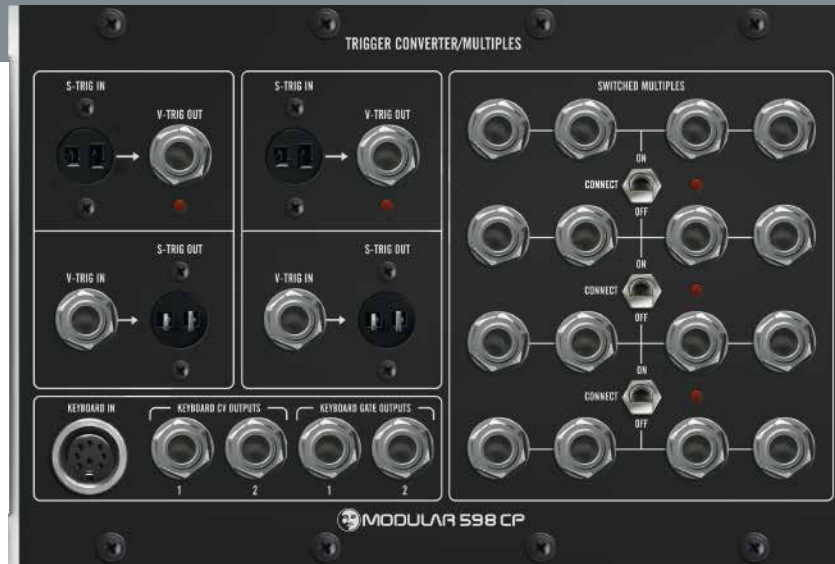 TRIGGER CONVERTER/MULTIPLES
S-TRIG IN
V-TRIG OUT
S-TRIG IN
V-TRIG OUT
V-TRIG IN
S-TRIG OUT
V-TRIG IN
S-TRIG OUT
KEYBOARD IN
KEYBOARD CV OUTPUTS
1 2
KEYBOARD GATE OUTPUTS
1 2
SWITCHED MULTIPLES
ON
CONNECT
OFF
ON
CONNECT
OFF
ON
CONNECT
OFF
MODULAR 598 CP